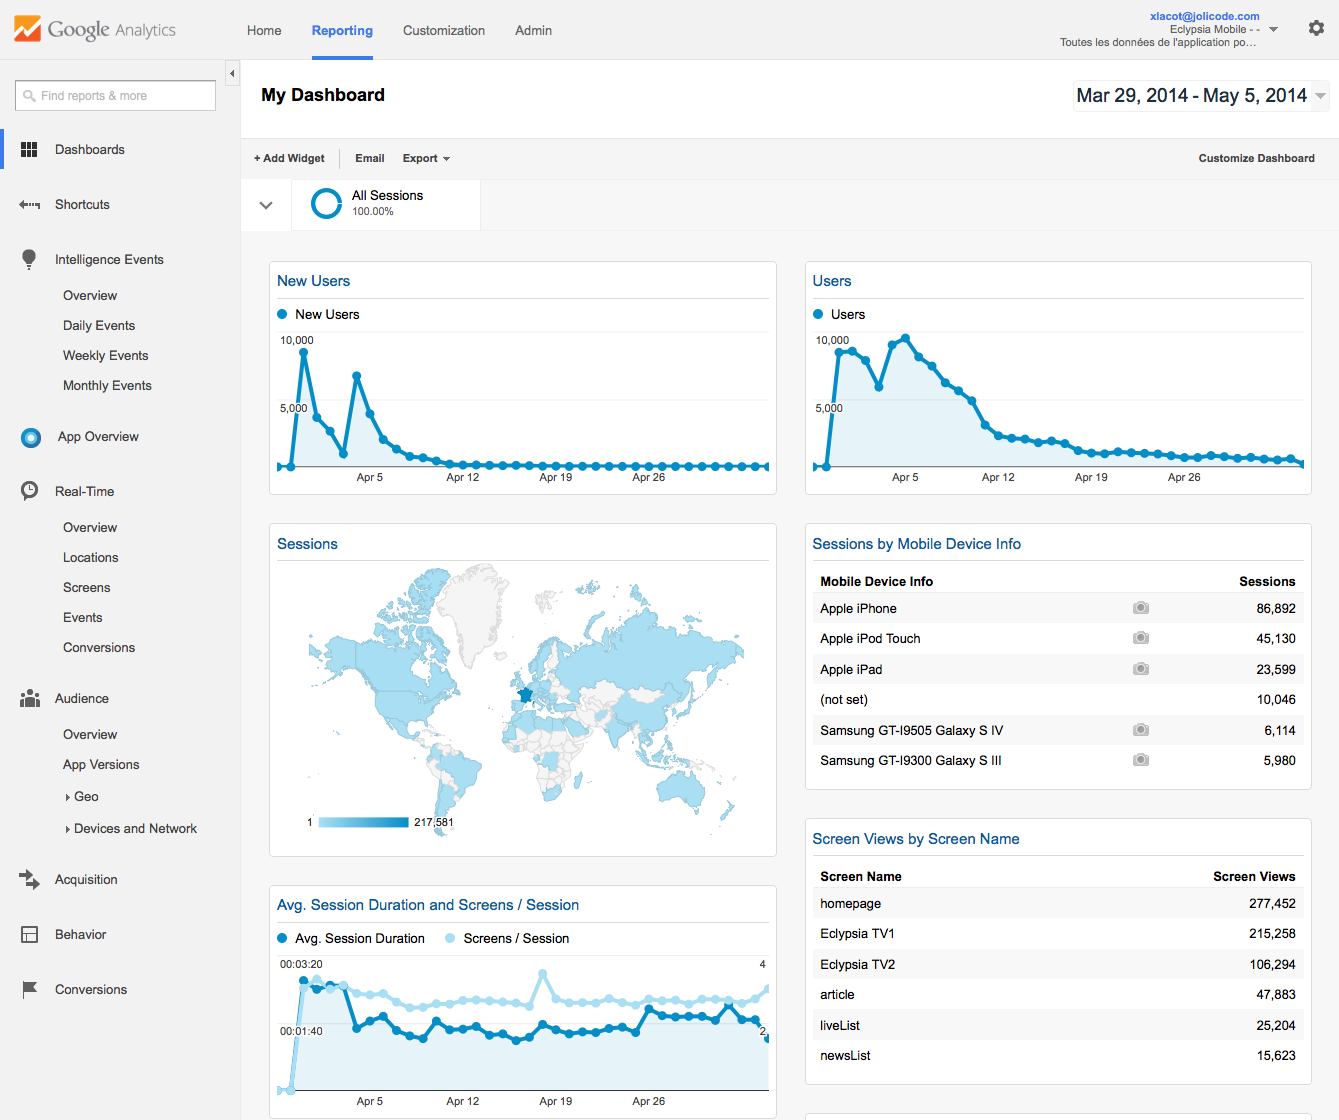 Google Analytics
Home
Reporting
Customization
Admin
xlacot@jolicode.com
Eclypsia Mobile - -
Toutes les données de l'application po…
Find reports & more
Dashboards
Shortcuts
Intelligence Events
Overview
Daily Events
Weekly Events
Monthly Events
App Overview
Real-Time
Overview
Locations
Screens
Events
Conversions
Audience
Overview
App Versions
Geo
Devices and Network
Acquisition
Behavior
Conversions
My Dashboard
Mar 29, 2014 - May 5, 2014
+ Add Widget
Email
Export
Customize Dashboard
All Sessions
100.00%
New Users
New Users
10,000
5,000
Apr 5 Apr 12 Apr 19 Apr 26
Users
Users
10,000
5,000
Apr 5 Apr 12 Apr 19 Apr 26
Sessions
1 217,581
Sessions by Mobile Device Info
Mobile Device Info Sessions
Apple iPhone 86,892
Apple iPod Touch 45,130
Apple iPad 23,599
(not set) 10,046
Samsung GT-I9505 Galaxy S IV 6,114
Samsung GT-I9300 Galaxy S III 5,980
Avg. Session Duration and Screens / Session
Avg. Session Duration Screens / Session
00:03:20 4
00:01:40 2
Apr 5 Apr 12 Apr 19 Apr 26
Screen Views by Screen Name
Screen Name Screen Views
homepage 277,452
Eclypsia TV1 215,258
Eclypsia TV2 106,294
article 47,883
liveList 25,204
newsList 15,623